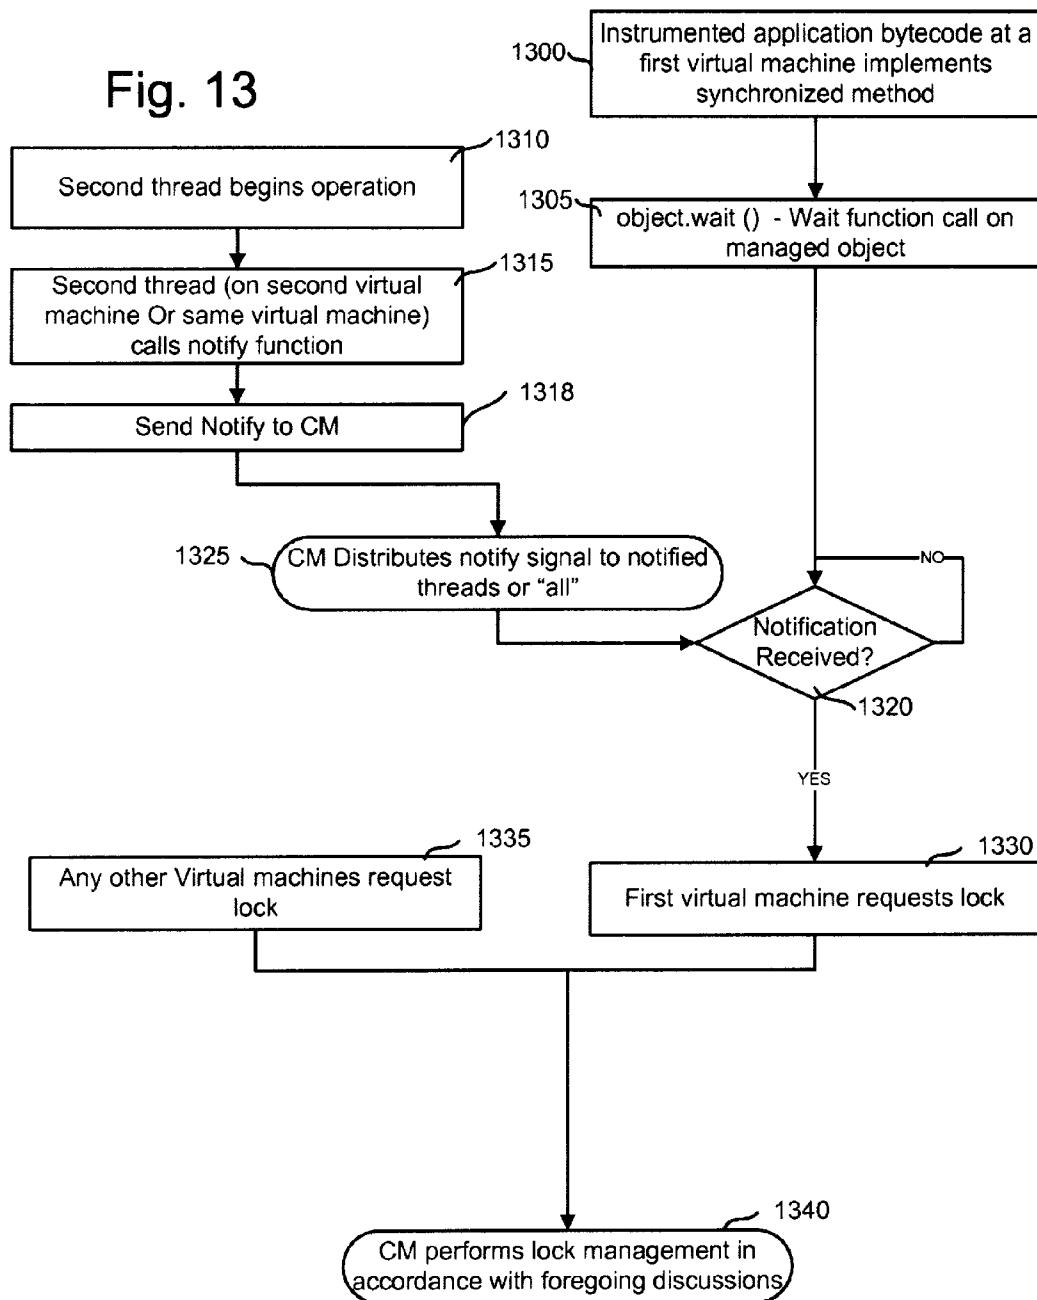 Fig. 13
1300
Instrumented application bytecode at a
first virtual machine implements
synchronized method
1310
Second thread begins operation
1305
object.wait () - Wait function call on
managed object
1315
Second thread (on second virtual
machine Or same virtual machine)
calls notify function
1318
Send Notify to CM
1325
CM Distributes notify signal to notified
threads or "all"
NO
Notification
Received?
1320
YES
1335
Any other Virtual machines request
lock
1330
First virtual machine requests lock
1340
CM performs lock management in
accordance with foregoing discussions